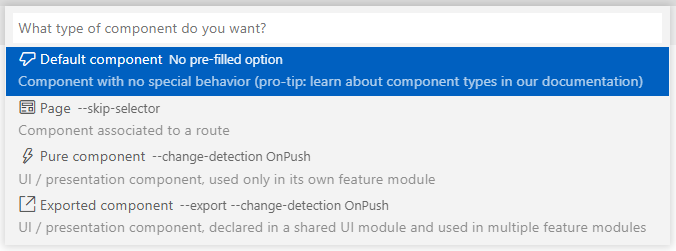 What type of component do you want?
Default component No pre-filled option
Component with no special behavior (pro-tip: learn about component types in our documentation)
Page --skip-selector
Component associated to a route
Pure component --change-detection OnPush
UI / presentation component, used only in its own feature module
Exported component --export --change-detection OnPush
UI / presentation component, declared in a shared UI module and used in multiple feature modules